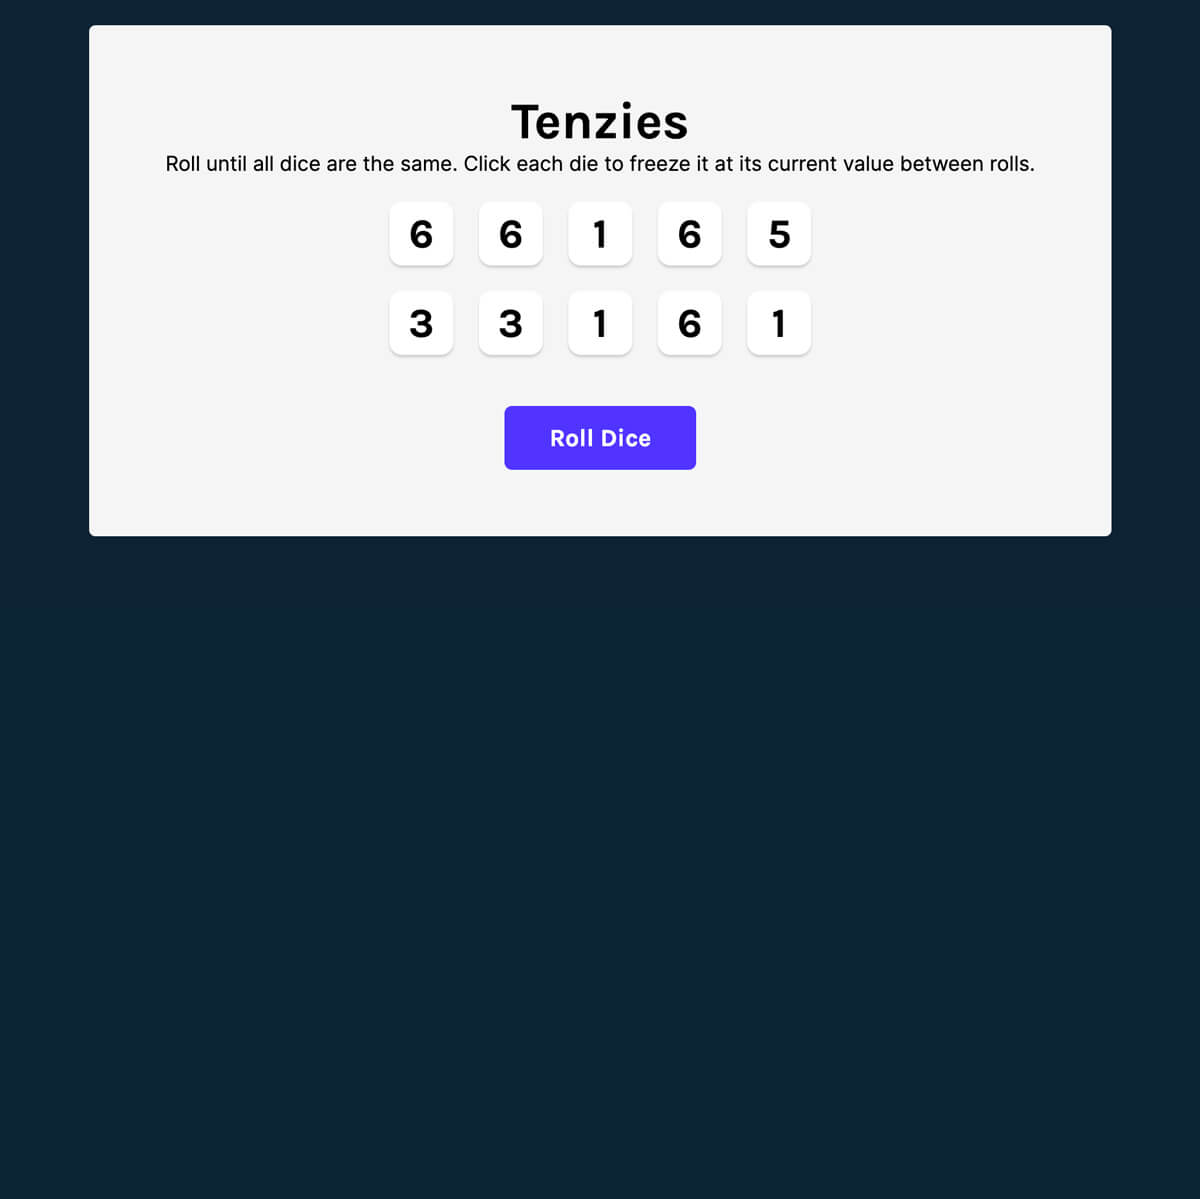 Tenzies
Roll until all dice are the same. Click each die to freeze it at its current value between rolls.
6 6 1 6 5
3 3 1 6 1
Roll Dice